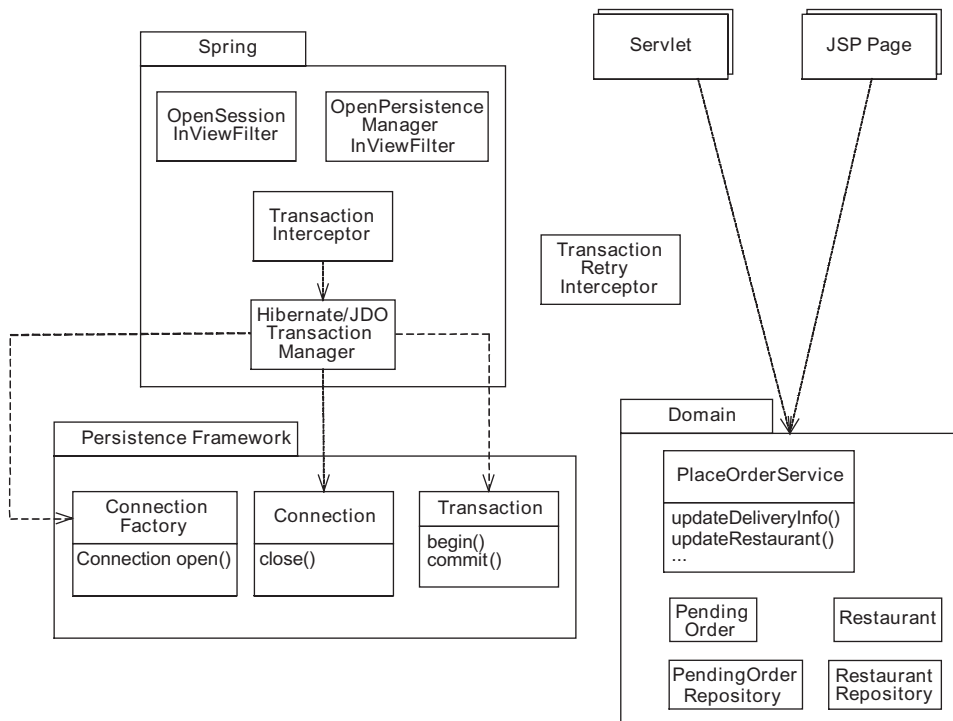 Spring
OpenSession
InViewFilter
OpenPersistence
Manager
InViewFilter
Transaction
Interceptor
Hibernate/JDO
Transaction
Manager
Persistence Framework
Connection
Factory
Connection open()
Connection
close()
Transaction
begin()
commit()
Servlet
JSP Page
Transaction
Retry
Interceptor
Domain
PlaceOrderService
updateDeliveryInfo()
updateRestaurant()
...
Pending
Order
Restaurant
PendingOrder
Repository
Restaurant
Repository